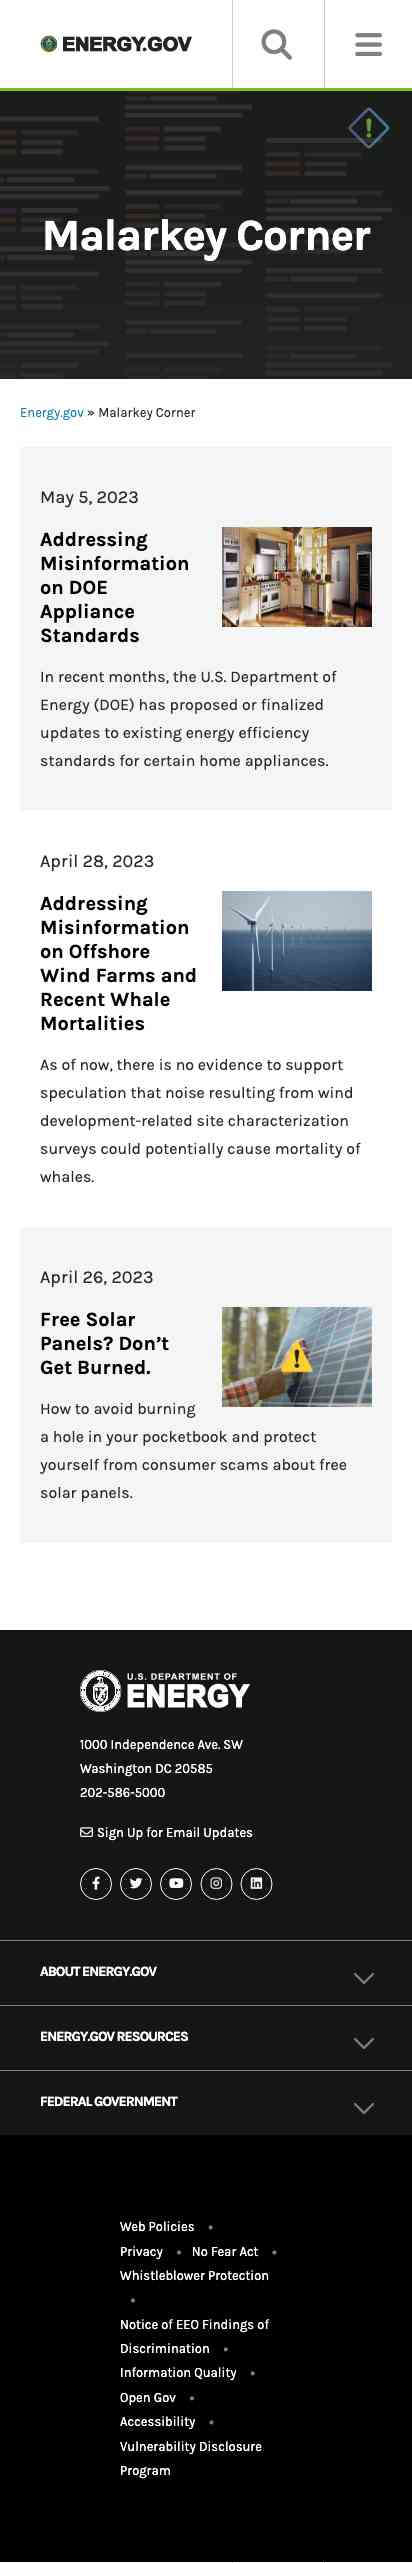 ENERGY.GOV
Malarkey Corner
Energy.gov » Malarkey Corner
May 5, 2023
Addressing
Misinformation
on DOE
Appliance
Standards
In recent months, the U.S. Department of
Energy (DOE) has proposed or finalized
updates to existing energy efficiency
standards for certain home appliances.
April 28, 2023
Addressing
Misinformation
on Offshore
Wind Farms and
Recent Whale
Mortalities
As of now, there is no evidence to support
speculation that noise resulting from wind
development-related site characterization
surveys could potentially cause mortality of
whales.
April 26, 2023
Free Solar
Panels? Don’t
Get Burned.
How to avoid burning
a hole in your pocketbook and protect
yourself from consumer scams about free
solar panels.
U.S. DEPARTMENT OF
ENERGY
1000 Independence Ave. SW
Washington DC 20585
202-586-5000
Sign Up for Email Updates
ABOUT ENERGY.GOV
ENERGY.GOV RESOURCES
FEDERAL GOVERNMENT
Web Policies •
Privacy • No Fear Act •
Whistleblower Protection
•
Notice of EEO Findings of
Discrimination •
Information Quality •
Open Gov •
Accessibility •
Vulnerability Disclosure
Program